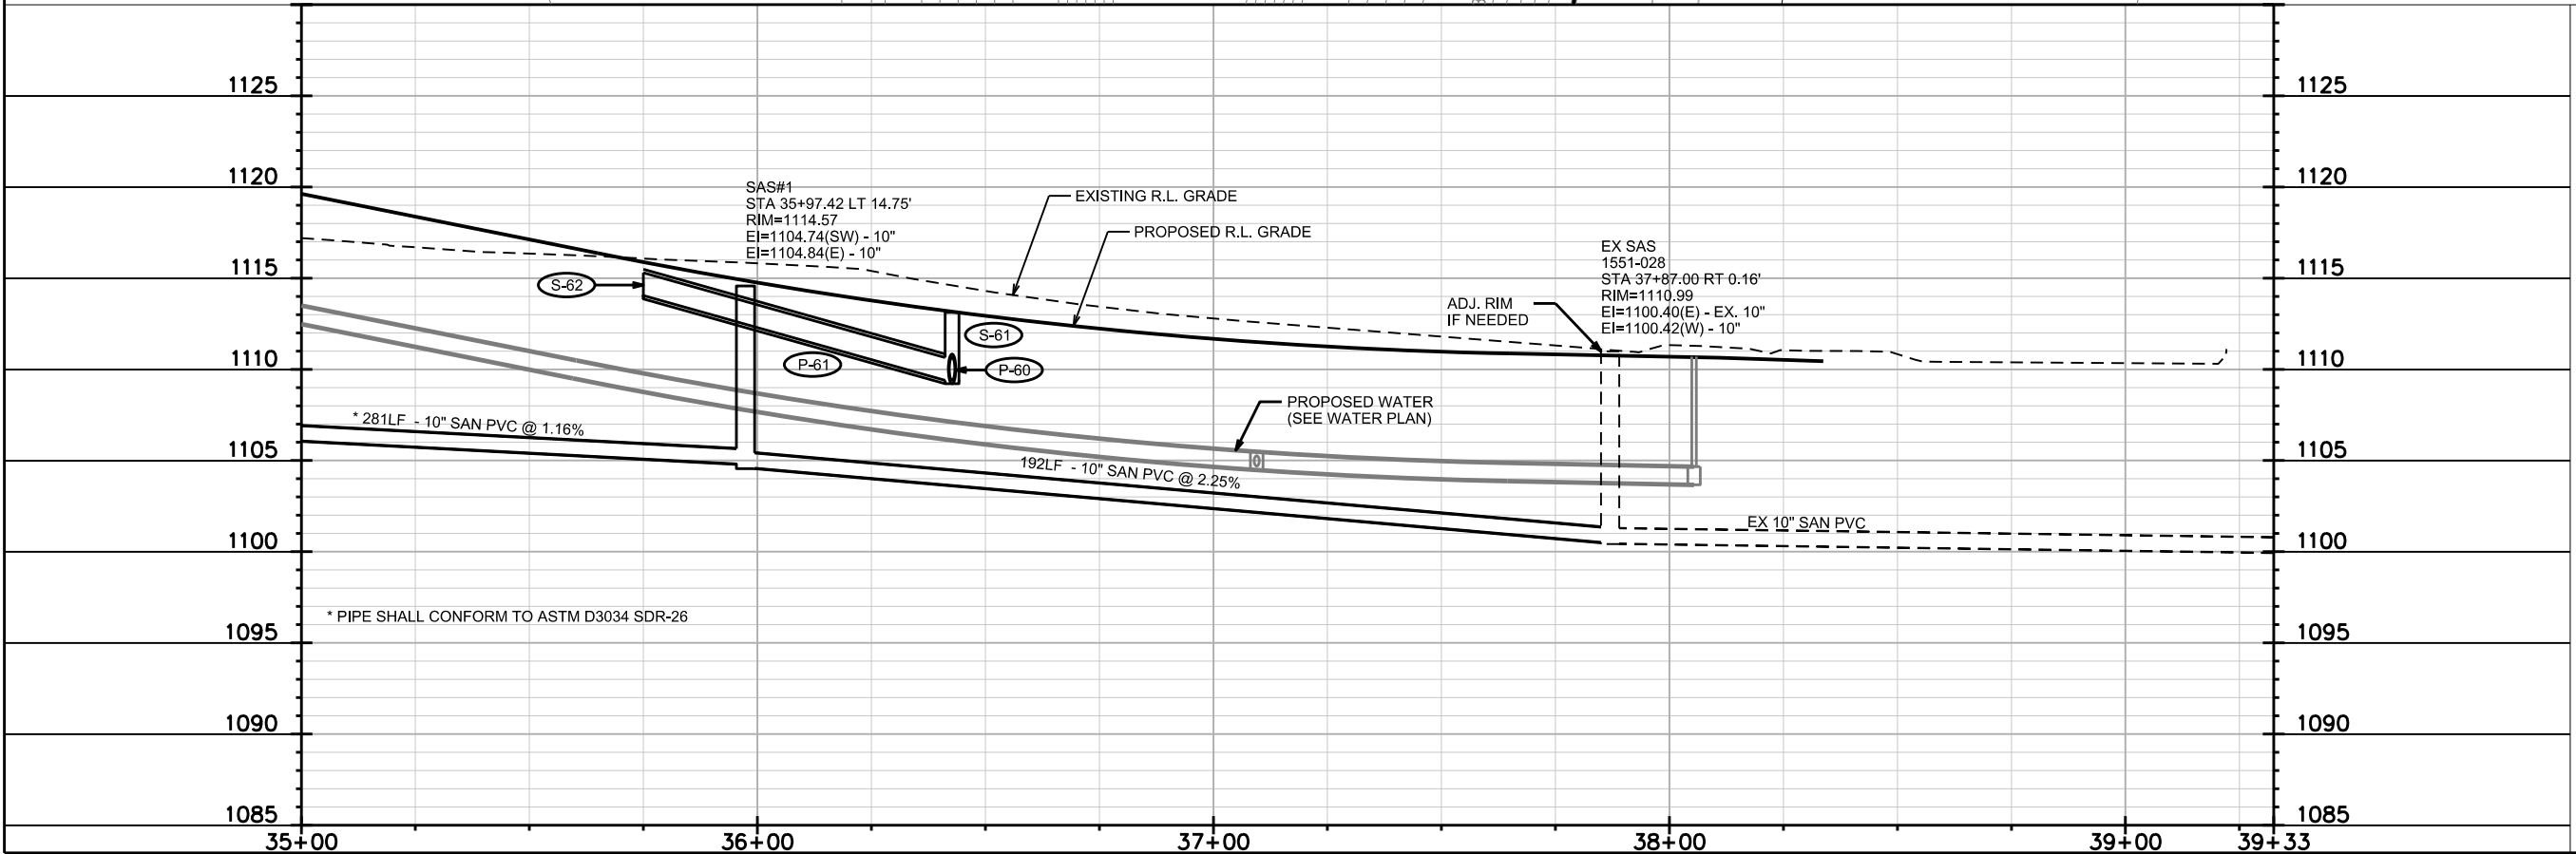 1125
1125
1120
1120
SAS#1
STA 35+97.42 LT 14.75'
RIM=1114.57
EI=1104.74(SW) - 10"
EI=1104.84(E) - 10"
EXISTING R.L. GRADE
PROPOSED R.L. GRADE
EX SAS
1551-028
STA 37+87.00 RT 0.16'
RIM=1110.99
EI=1100.40(E) - EX. 10"
EI=1100.42(W) - 10"
ADJ. RIM
IF NEEDED
1115
1115
S-62
S-61
P-61
P-60
1110
1110
PROPOSED WATER
(SEE WATER PLAN)
* 281LF - 10" SAN PVC @ 1.16%
1105
1105
192LF - 10" SAN PVC @ 2.25%
EX 10" SAN PVC
1100
1100
* PIPE SHALL CONFORM TO ASTM D3034 SDR-26
1095
1095
1090
1090
1085
1085
35+00
36+00
37+00
38+00
39+00
39+33